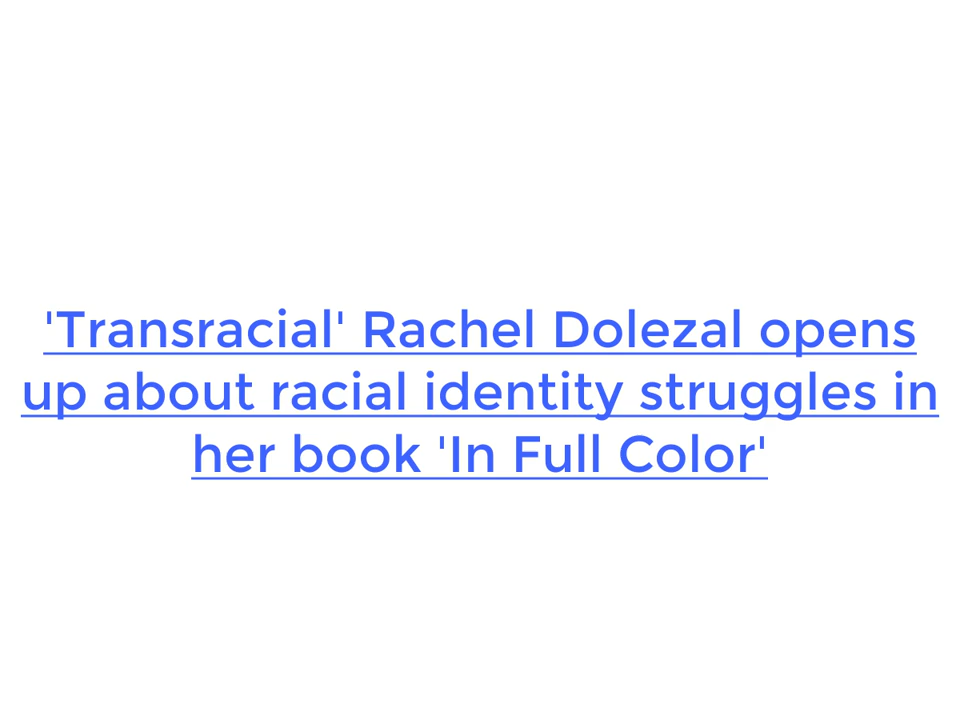 'Transracial' Rachel Dolezal opens
up about racial identity struggles in
her book 'In Full Color'